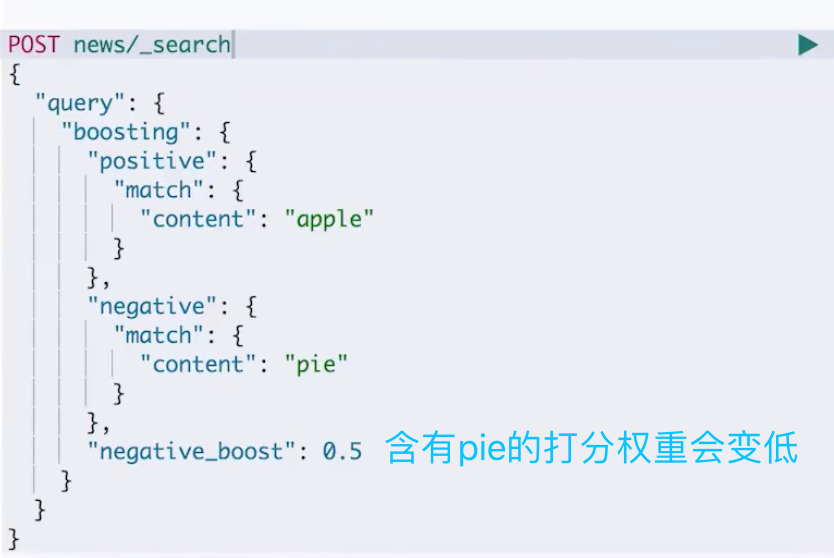 POST news/_search
{
  "query": {
    "boosting": {
      "positive": {
        "match": {
          "content": "apple"
        }
      },
      "negative": {
        "match": {
          "content": "pie"
        }
      },
      "negative_boost": 0.5 含有pie的打分权重会变低
    }
  }
}